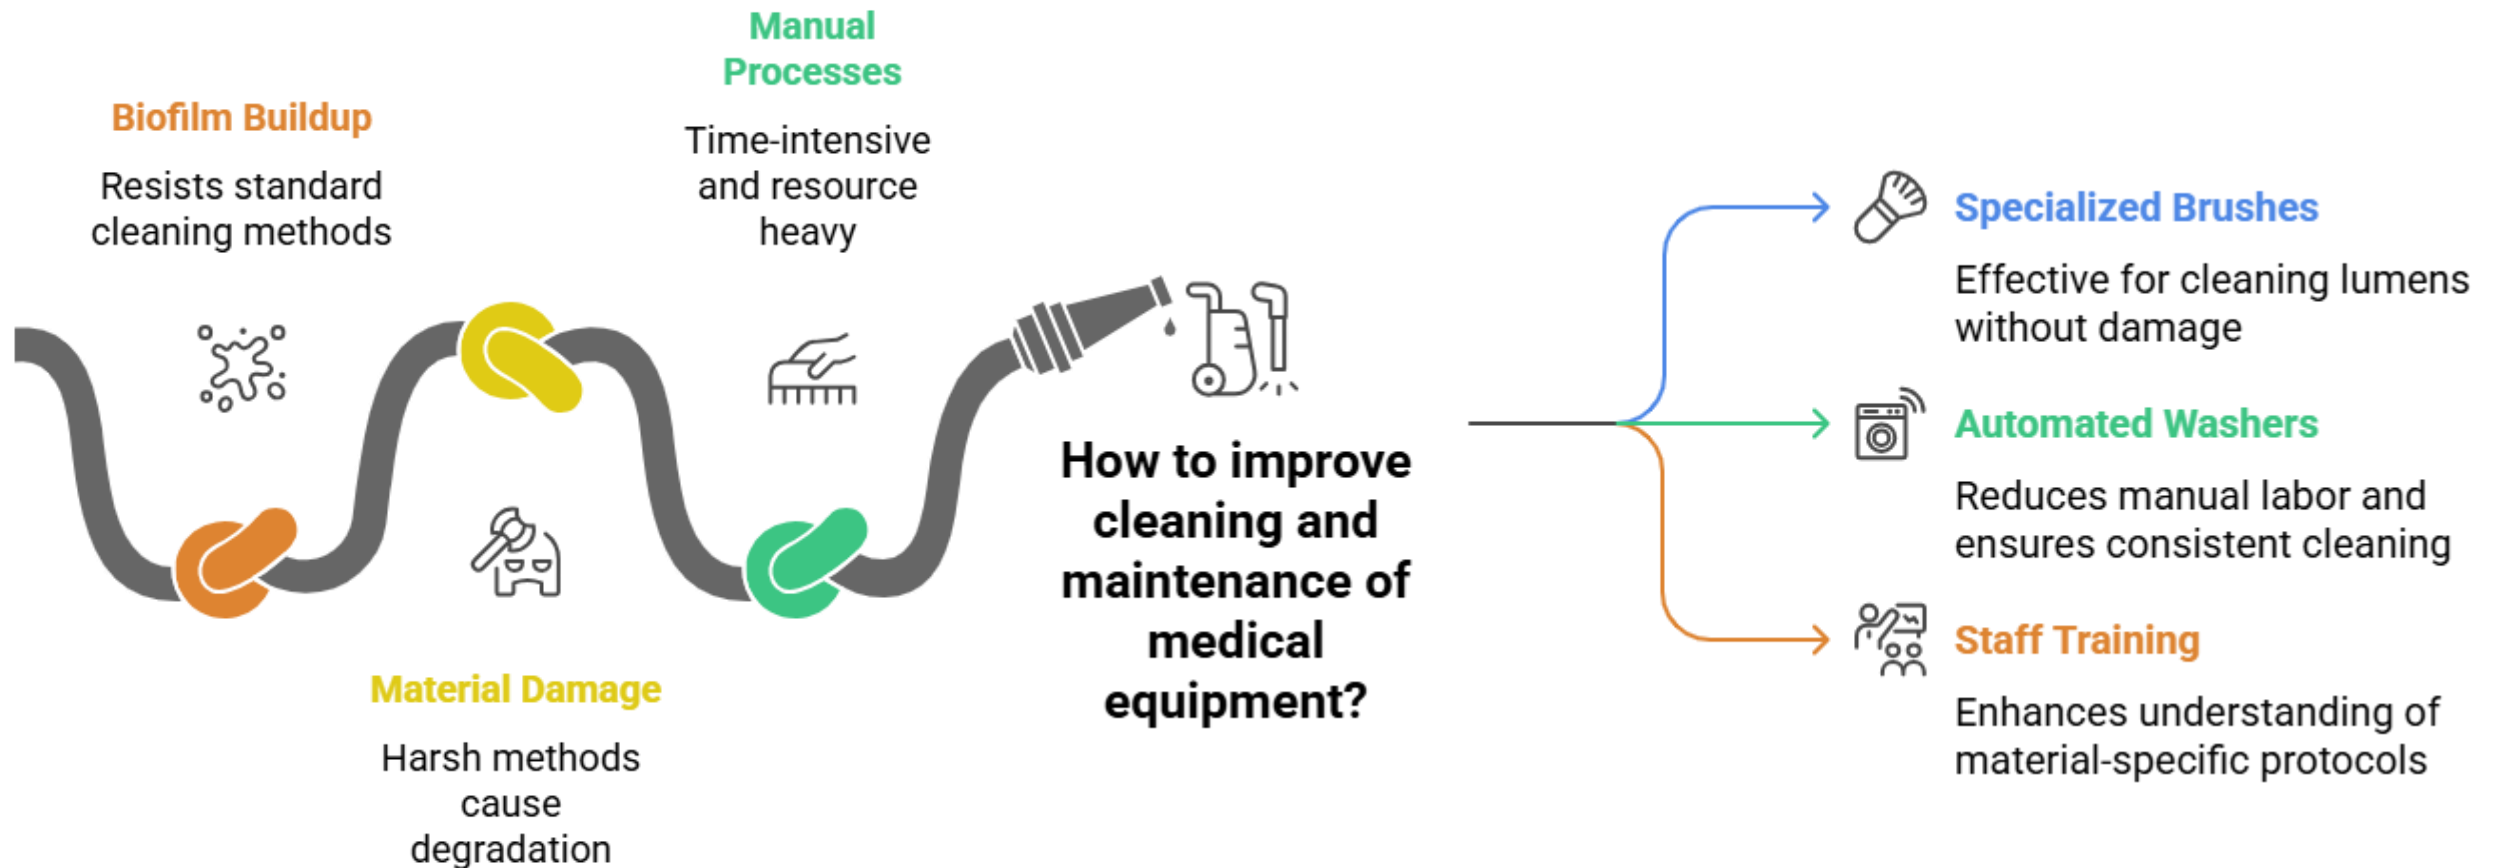 Manual
Processes
Time-intensive
and resource
heavy
Biofilm Buildup
Resists standard
cleaning methods
Material Damage
Harsh methods
cause
degradation
How to improve
cleaning and
maintenance of
medical
equipment?
Specialized Brushes
Effective for cleaning lumens
without damage
Automated Washers
Reduces manual labor and
ensures consistent cleaning
Staff Training
Enhances understanding of
material-specific protocols